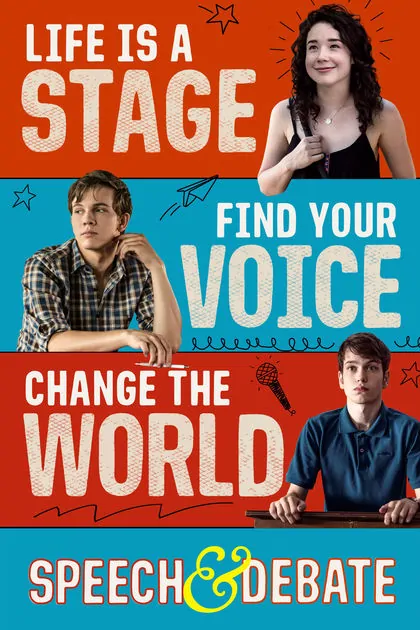 LIFE IS A
STAGE
FIND YOUR
VOICE
CHANGE THE
WORLD
SPEECH & DEBATE